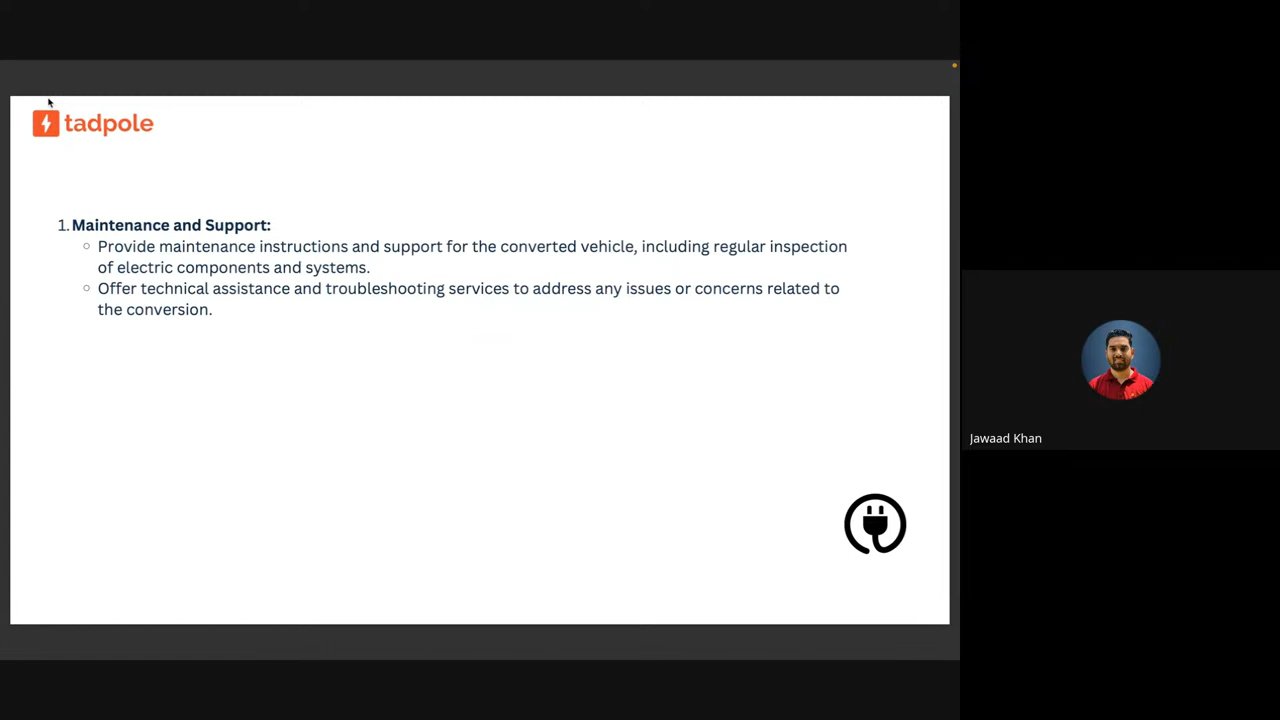 tadpole
1. Maintenance and Support:
○ Provide maintenance instructions and support for the converted vehicle, including regular inspection
of electric components and systems.
○ Offer technical assistance and troubleshooting services to address any issues or concerns related to
the conversion.
Jawaad Khan